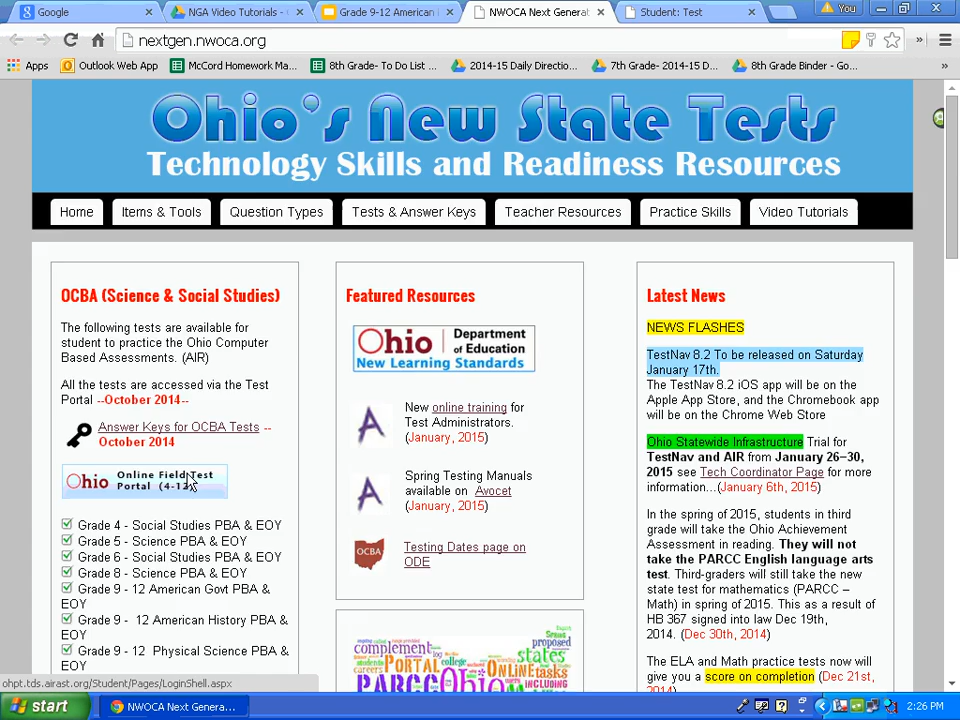 Google
NGA Video Tutorials -
Grade 9-12 American
NWOCA Next Generat
Student: Test
You
nextgen.nwoca.org
Apps
Outlook Web App
McCord Homework Ma...
8th Grade- To Do List ...
2014-15 Daily Directio...
7th Grade- 2014-15 D...
8th Grade Binder - Go...
Ohio's New State Tests
Technology Skills and Readiness Resources
Home
Items & Tools
Question Types
Tests & Answer Keys
Teacher Resources
Practice Skills
Video Tutorials
OCBA (Science & Social Studies)
The following tests are available for
student to practice the Ohio Computer
Based Assessments. (AIR)
All the tests are accessed via the Test
Portal --October 2014--
Answer Keys for OCBA Tests --
October 2014
Ohio Online Field Test
Portal (4-12)
Grade 4 - Social Studies PBA & EOY
Grade 5 - Science PBA & EOY
Grade 6 - Social Studies PBA & EOY
Grade 8 - Science PBA & EOY
Grade 9 - 12 American Govt PBA &
EOY
Grade 9 - 12 American History PBA &
EOY
Grade 9 - 12 Physical Science PBA &
EOY
Featured Resources
Ohio Department
of Education
New Learning Standards
New online training for
Test Administrators.
(January, 2015)
Spring Testing Manuals
available on Avocet
(January, 2015)
OCBA
Testing Dates page on
ODE
complement
Spring
proposed
states
PORTAL
college
ONLINE
tasks
careers
students
Ohio
PARCC
INCLUDING
Latest News
NEWS FLASHES
TestNav 8.2 To be released on Saturday
January 17th.
The TestNav 8.2 iOS app will be on the
Apple App Store, and the Chromebook app
will be on the Chrome Web Store
Ohio Statewide Infrastructure Trial for
TestNav and AIR from January 26–30,
2015 see Tech Coordinator Page for more
information...(January 6th, 2015)
In the spring of 2015, students in third
grade will take the Ohio Achievement
Assessment in reading. They will not
take the PARCC English language arts
test. Third-graders will still take the new
state test for mathematics (PARCC –
Math) in spring of 2015. This as a result of
HB 367 signed into law Dec 19th,
2014. (Dec 30th, 2014)
The ELA and Math practice tests now will
give you a score on completion (Dec 21st,
2014)
ohpt.tds.airast.org/Student/Pages/LoginShell.aspx
start
NWOCA Next Genera...
2:26 PM